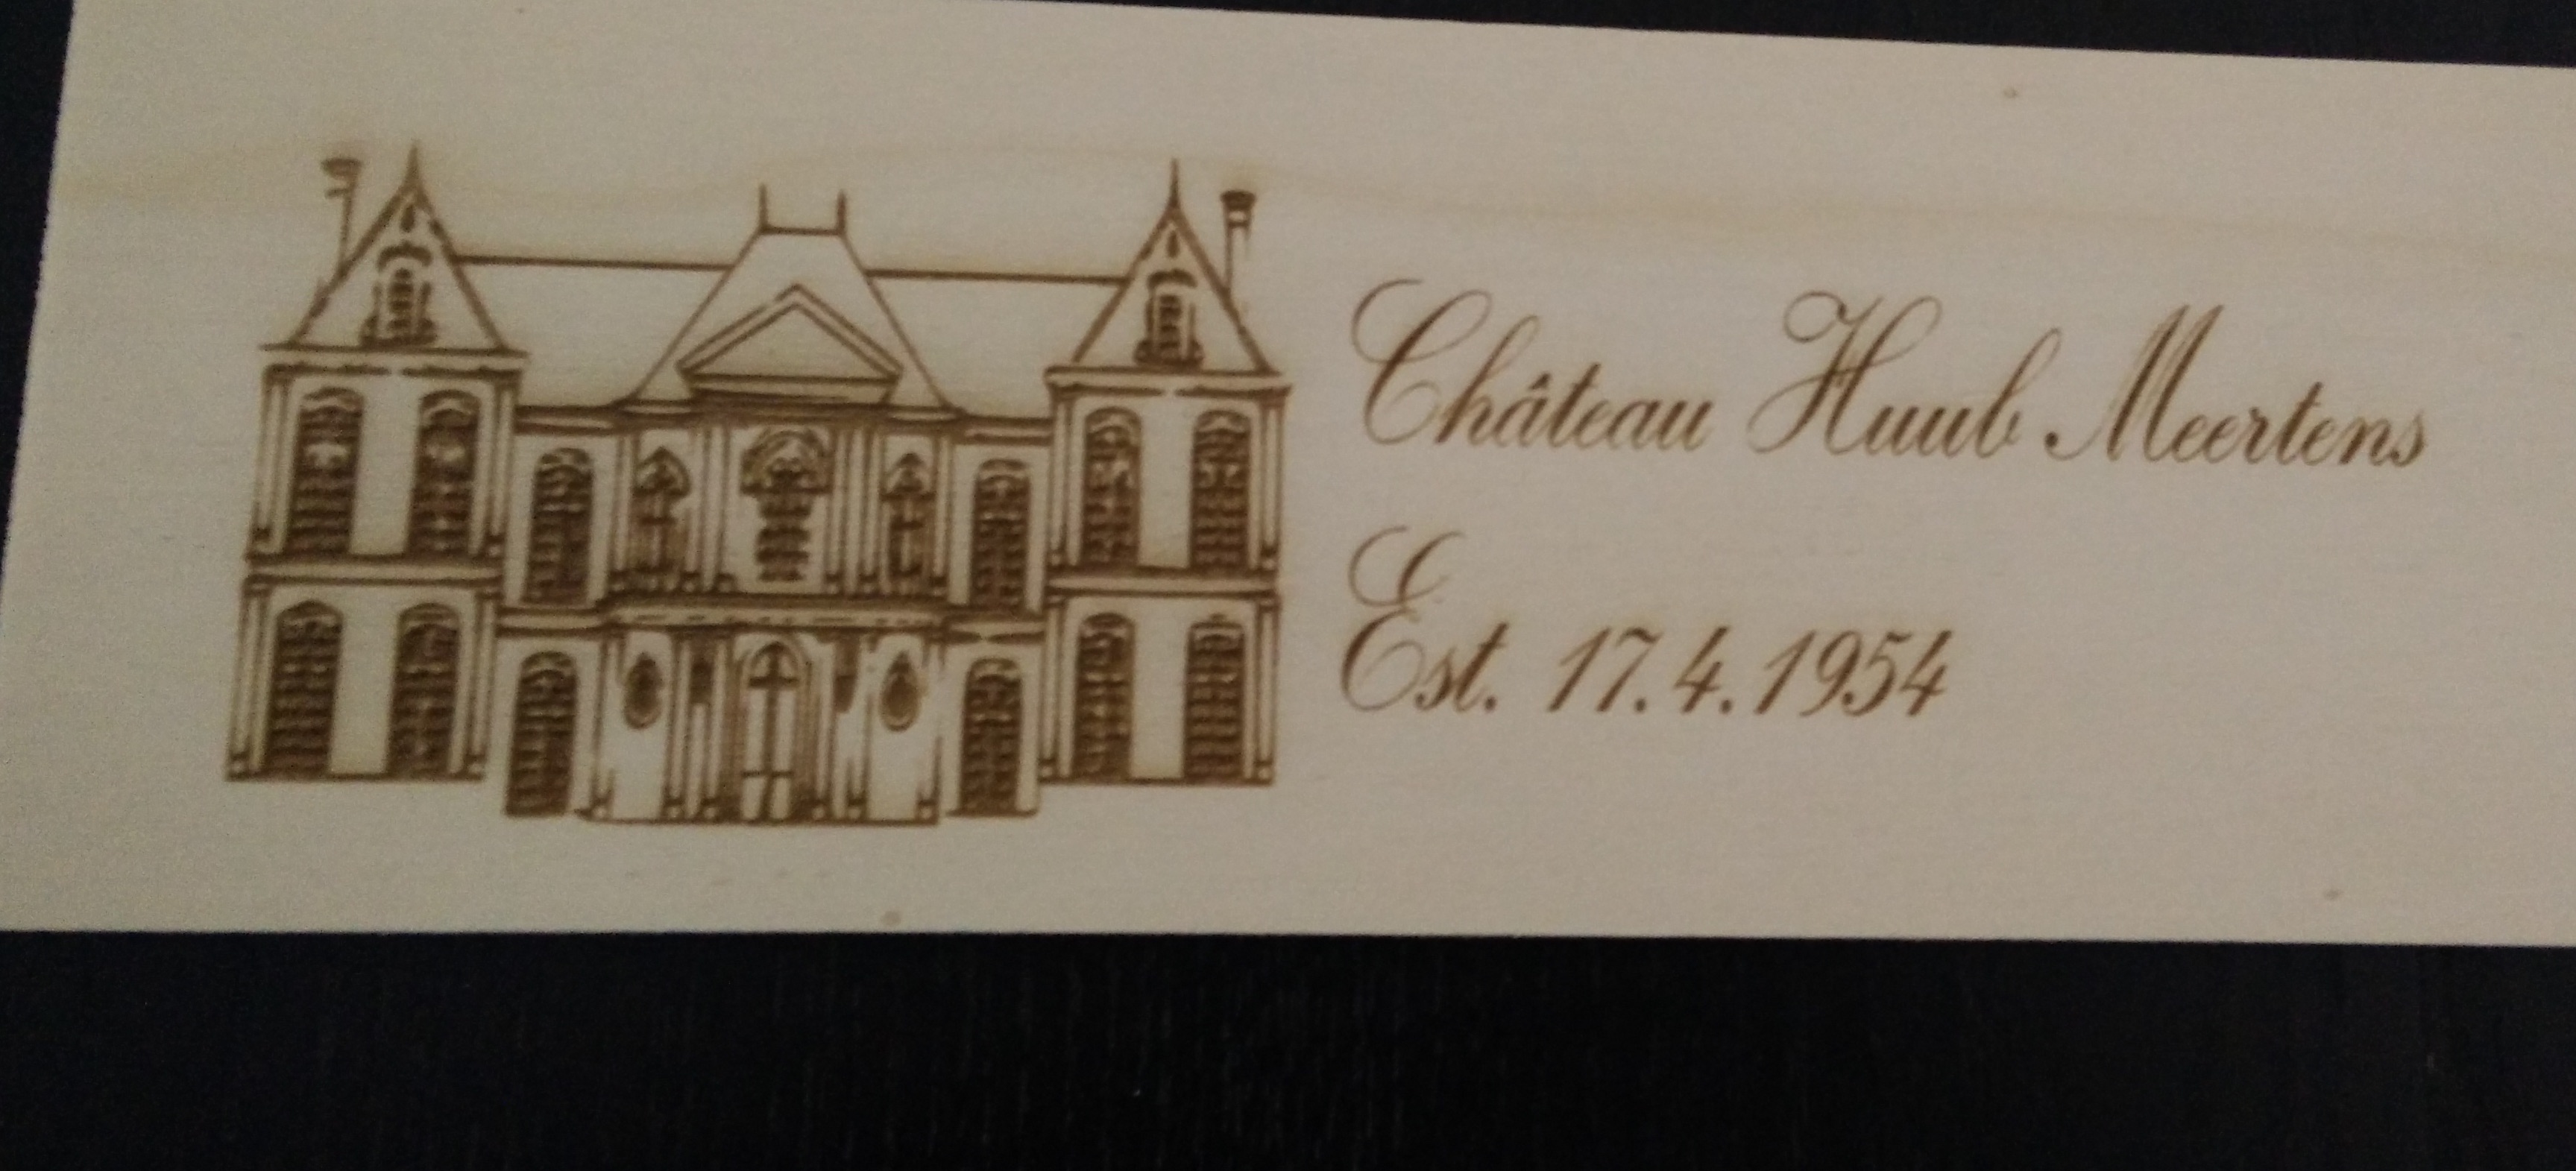 Château Huub Meertens
Est. 17.4.1954